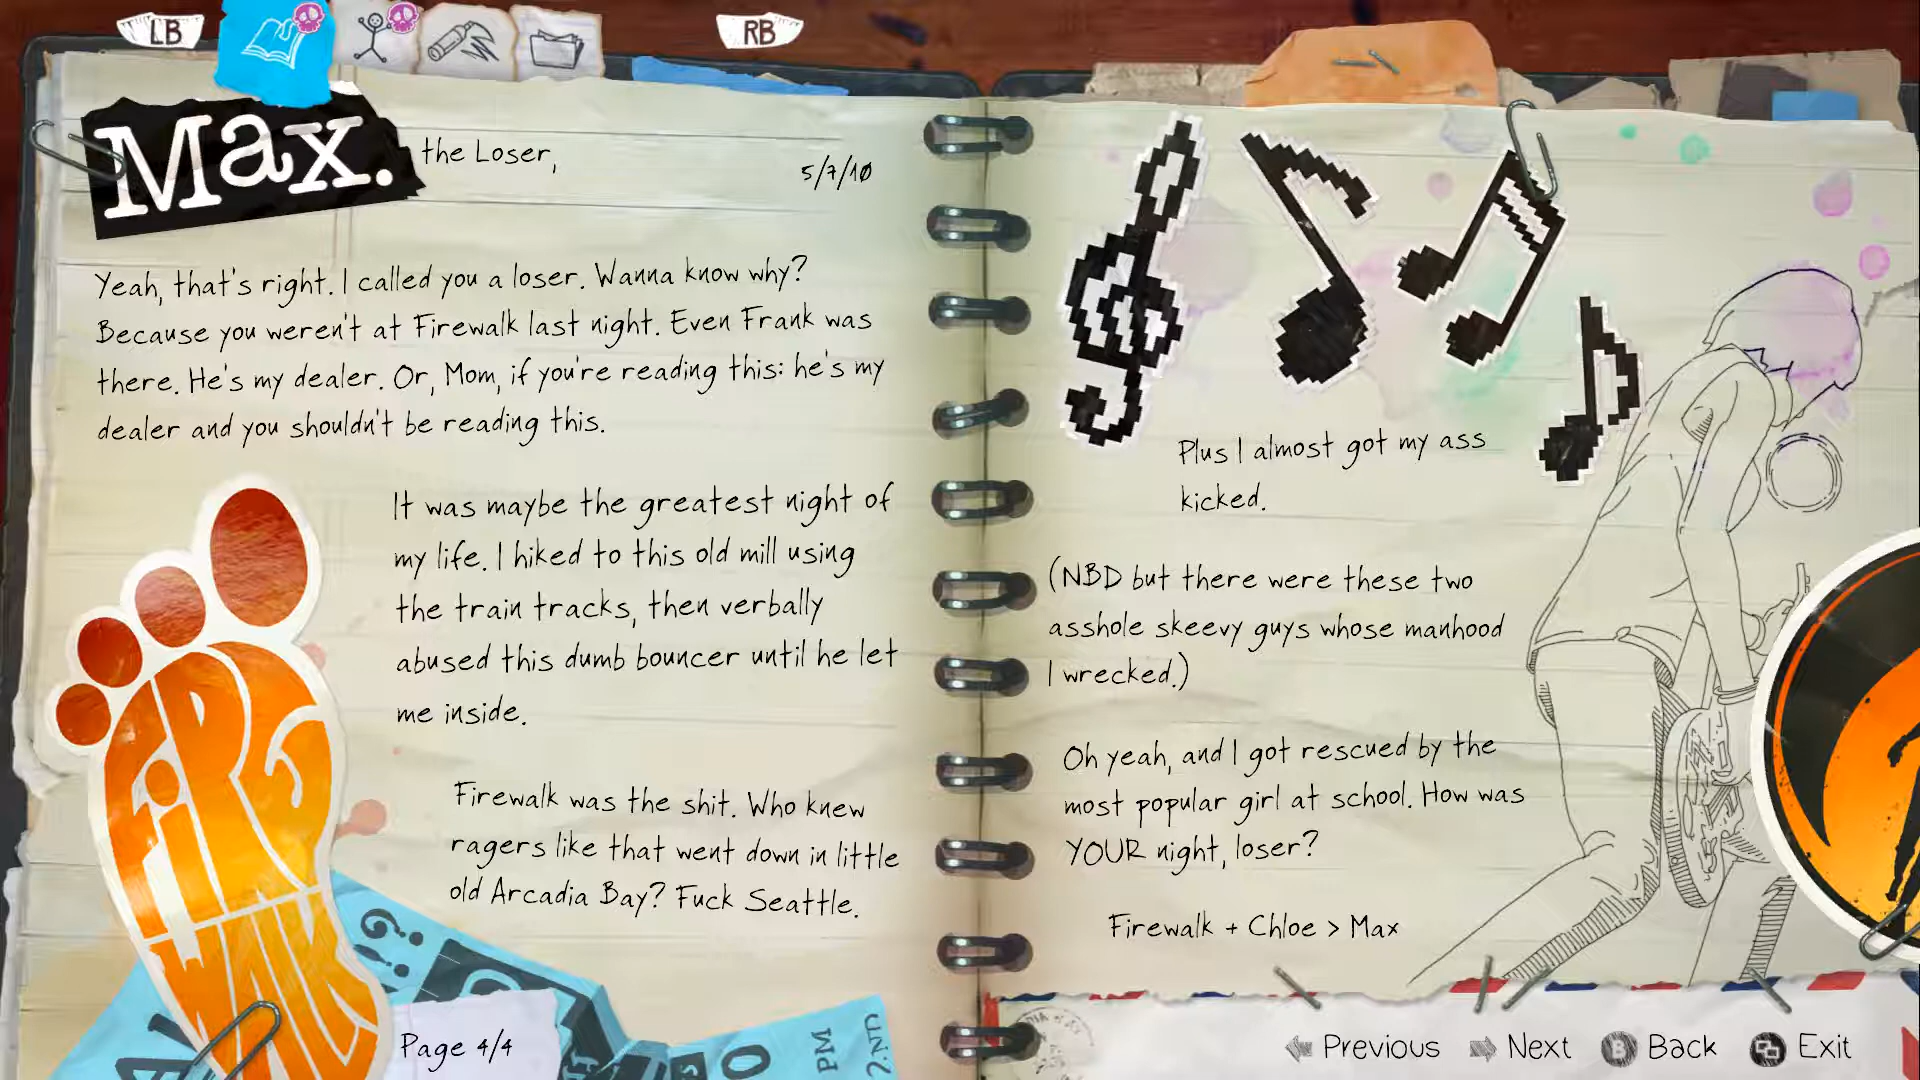 LB
RB
Max. the Loser,
5/7/10
Yeah, that's right. I called you a loser. Wanna know why?
Because you weren't at Firewalk last night. Even Frank was
there. He's my dealer. Or, Mom, if you're reading this: he's my
dealer and you shouldn't be reading this.
It was maybe the greatest night of
my life. I hiked to this old mill using
the train tracks, then verbally
abused this dumb bouncer until he let
me inside.
Firewalk was the shit. Who knew
ragers like that went down in little
old Arcadia Bay? Fuck Seattle.
FIRE
WALK
PM
Page 4/4
Plus I almost got my ass
kicked.
(NBD but there were these two
asshole skeevy guys whose manhood
I wrecked.)
Oh yeah, and I got rescued by the
most popular girl at school. How was
YOUR night, loser?
Firewalk + Chloe > Max
Previous
Next
B Back
Exit